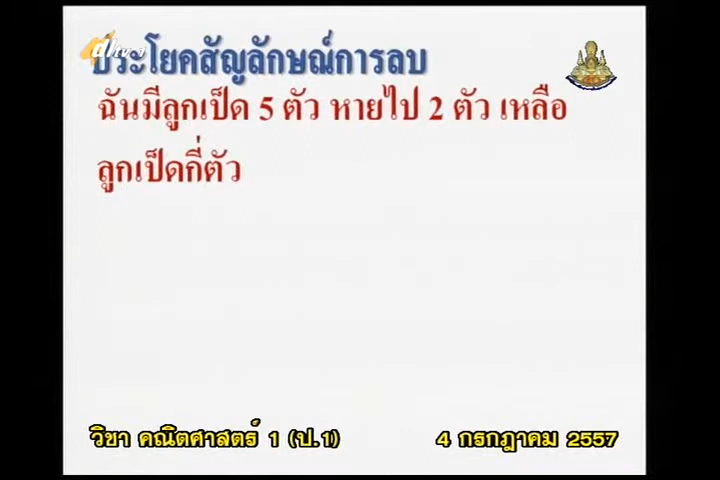 ประโยคสัญลักษณ์การลบ
ฉันมีลูกเป็ด 5 ตัว หายไป 2 ตัว เหลือ
ลูกเป็ดกี่ตัว
วิชา คณิตศาสตร์ 1 (ป.1)
4 กรกฎาคม 2557